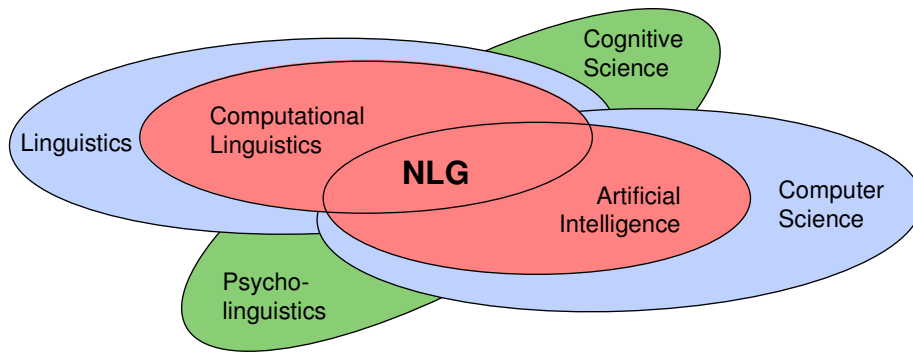 Cognitive
Science
Computational
Linguistics
Linguistics
NLG
Artificial
Intelligence
Computer
Science
Psycho-
linguistics